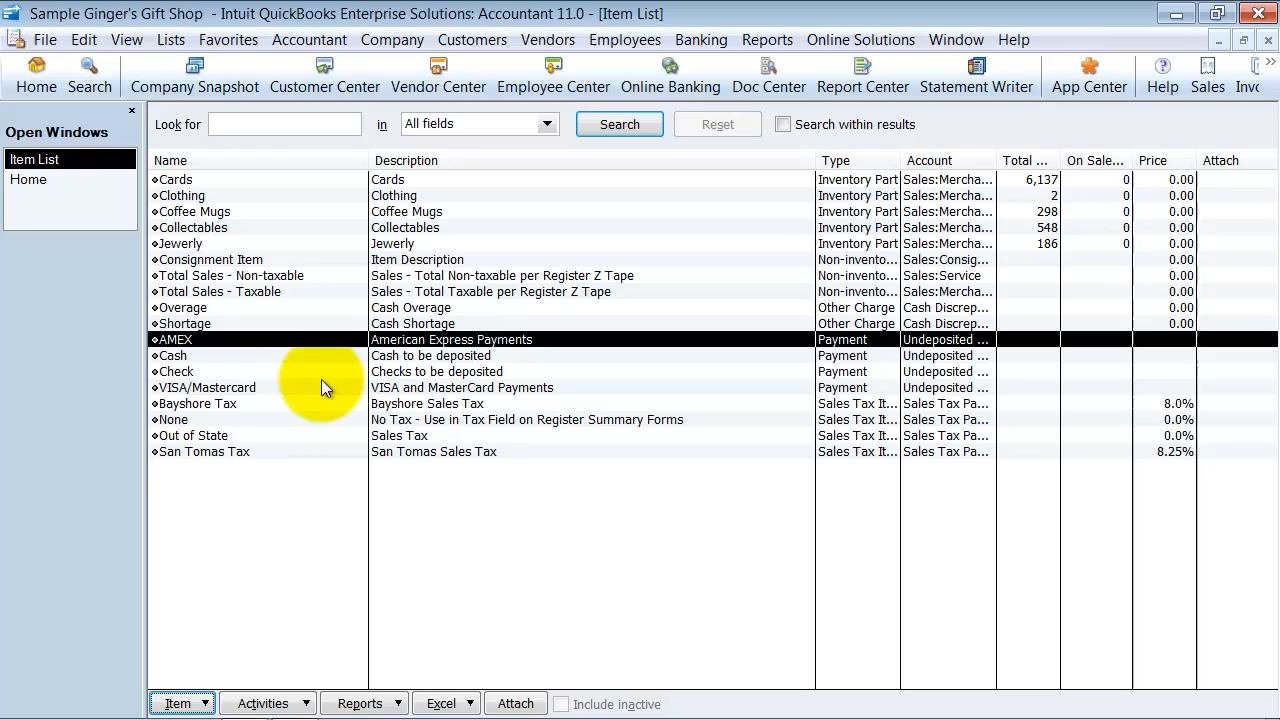 Sample Ginger's Gift Shop - Intuit QuickBooks Enterprise Solutions: Accountant 11.0 - [Item List]
File Edit View Lists Favorites Accountant Company Customers Vendors Employees Banking Reports Online Solutions Window Help
Home Search Company Snapshot Customer Center Vendor Center Employee Center Online Banking Doc Center Report Center Statement Writer App Center Help Sales Invc
Open Windows
Item List
Home
Look for in All fields Search Reset Search within results
Name Description Type Account Total ... On Sale... Price Attach
Cards Cards Inventory Part Sales:Mercha... 6,137 0 0.00
Clothing Clothing Inventory Part Sales:Mercha... 2 0 0.00
Coffee Mugs Coffee Mugs Inventory Part Sales:Mercha... 298 0 0.00
Collectables Collectables Inventory Part Sales:Mercha... 548 0 0.00
Jewerly Jewerly Inventory Part Sales:Mercha... 186 0 0.00
Consignment Item Item Description Non-invento... Sales:Consig... 0.00
Total Sales - Non-taxable Sales - Total Non-taxable per Register Z Tape Non-invento... Sales:Service 0.00
Total Sales - Taxable Sales - Total Taxable per Register Z Tape Non-invento... Sales:Mercha... 0.00
Overage Cash Overage Other Charge Cash Discrep... 0.00
Shortage Cash Shortage Other Charge Cash Discrep... 0.00
AMEX American Express Payments Payment Undeposited ...
Cash Cash to be deposited Payment Undeposited ...
Check Checks to be deposited Payment Undeposited ...
VISA/Mastercard VISA and MasterCard Payments Payment Undeposited ...
Bayshore Tax Bayshore Sales Tax Sales Tax It... Sales Tax Pa... 8.0%
None No Tax - Use in Tax Field on Register Summary Forms Sales Tax It... Sales Tax Pa... 0.0%
Out of State Sales Tax Sales Tax It... Sales Tax Pa... 0.0%
San Tomas Tax San Tomas Sales Tax Sales Tax It... Sales Tax Pa... 8.25%
Item Activities Reports Excel Attach Include inactive